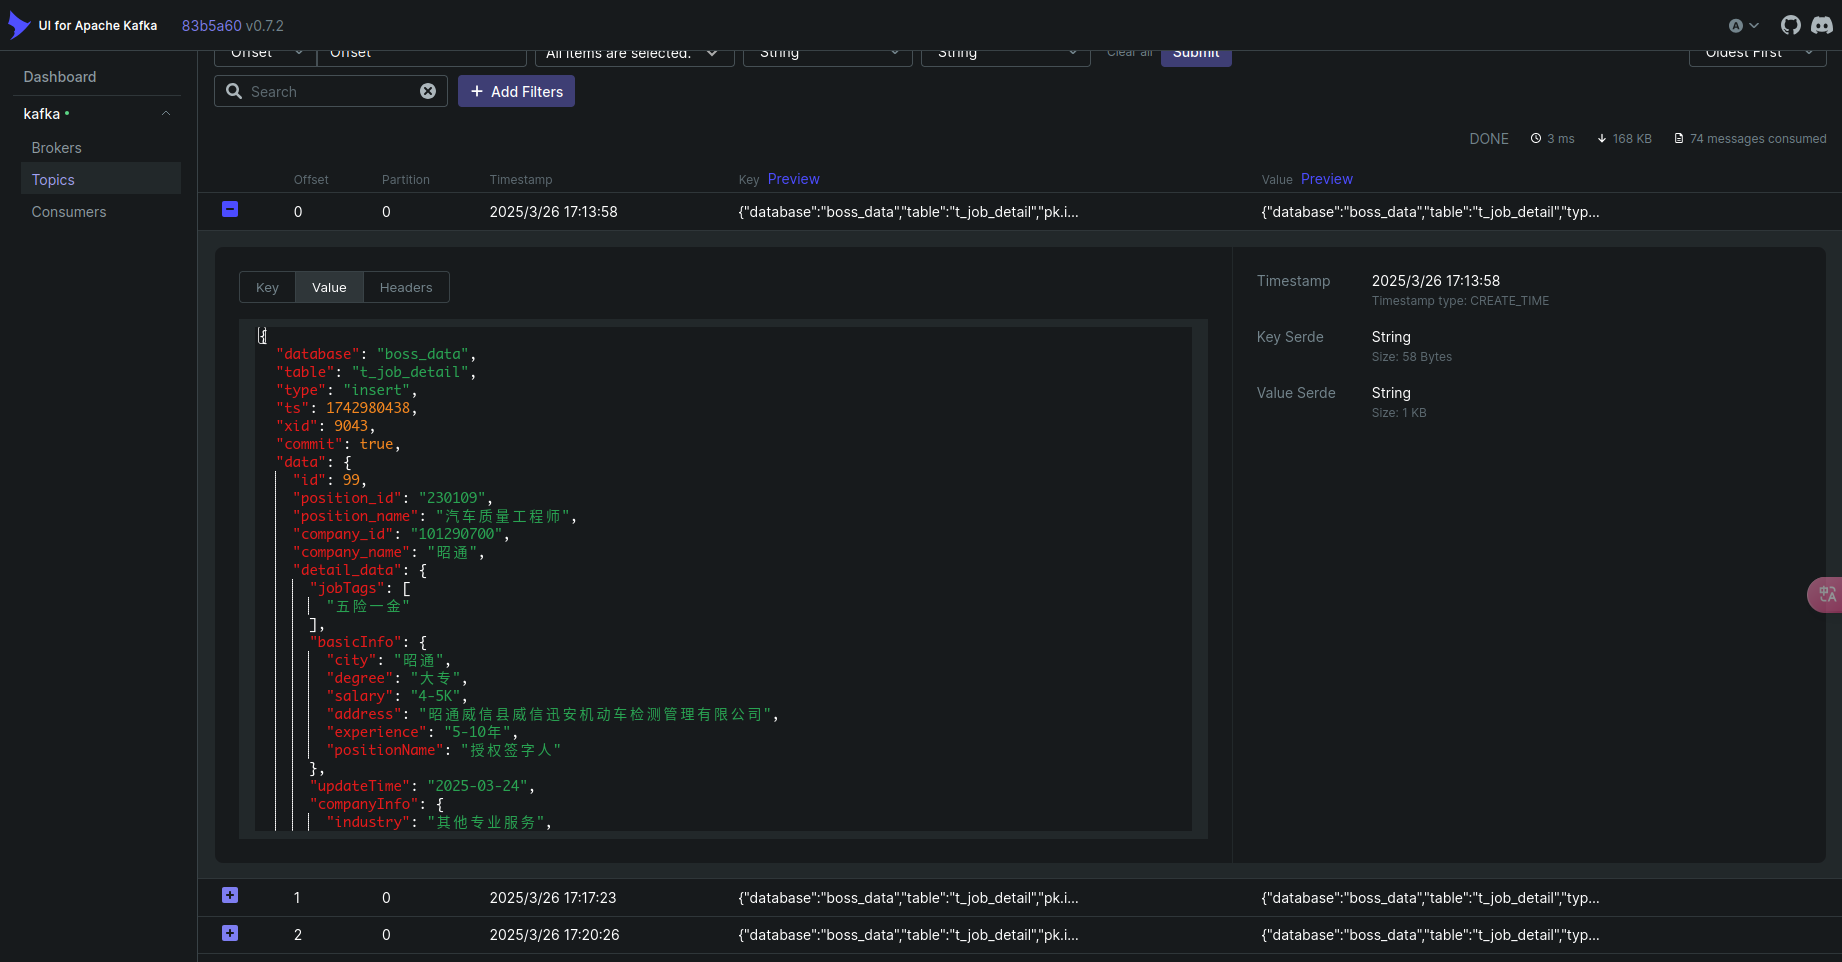 UI for Apache Kafka 83b5a60 v0.7.2 A
Dashboard
kafka
Brokers
Topics
Consumers
Offset Offset All items are selected. String String Clear all Submit Oldest First
Search Add Filters
DONE 3 ms 168 KB 74 messages consumed
Offset Partition Timestamp Key Preview Value Preview
0 0 2025/3/26 17:13:58 {"database":"boss_data","table":"t_job_detail","pk.i... {"database":"boss_data","table":"t_job_detail","typ...
Key Value Headers
{
"database": "boss_data",
"table": "t_job_detail",
"type": "insert",
"ts": 1742980438,
"xid": 9043,
"commit": true,
"data": {
"id": 99,
"position_id": "230109",
"position_name": "汽车质量工程师",
"company_id": "101290700",
"company_name": "昭通",
"detail_data": {
"jobTags": [
"五险一金"
],
"basicInfo": {
"city": "昭通",
"degree": "大专",
"salary": "4-5K",
"address": "昭通威信县威信迅安机动车检测管理有限公司",
"experience": "5-10年",
"positionName": "授权签字人"
},
"updateTime": "2025-03-24",
"companyInfo": {
"industry": "其他专业服务",
Timestamp 2025/3/26 17:13:58
Timestamp type: CREATE_TIME
Key Serde String
Size: 58 Bytes
Value Serde String
Size: 1 KB
1 0 2025/3/26 17:17:23 {"database":"boss_data","table":"t_job_detail","pk.i... {"database":"boss_data","table":"t_job_detail","typ...
2 0 2025/3/26 17:20:26 {"database":"boss_data","table":"t_job_detail","pk.i... {"database":"boss_data","table":"t_job_detail","typ...